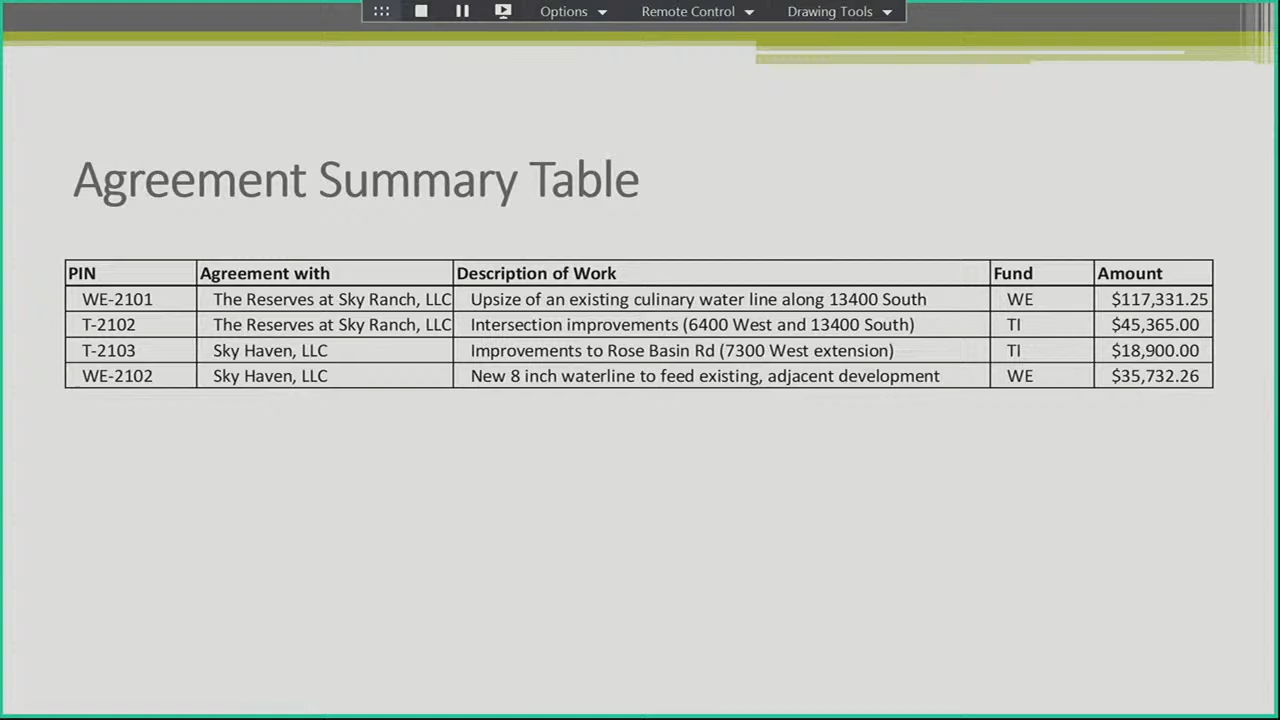 Options Remote Control Drawing Tools
Agreement Summary Table
PIN Agreement with Description of Work Fund Amount
WE-2101 The Reserves at Sky Ranch, LLC Upsize of an existing culinary water line along 13400 South WE $117,331.25
T-2102 The Reserves at Sky Ranch, LLC Intersection improvements (6400 West and 13400 South) TI $45,365.00
T-2103 Sky Haven, LLC Improvements to Rose Basin Rd (7300 West extension) TI $18,900.00
WE-2102 Sky Haven, LLC New 8 inch waterline to feed existing, adjacent development WE $35,732.26